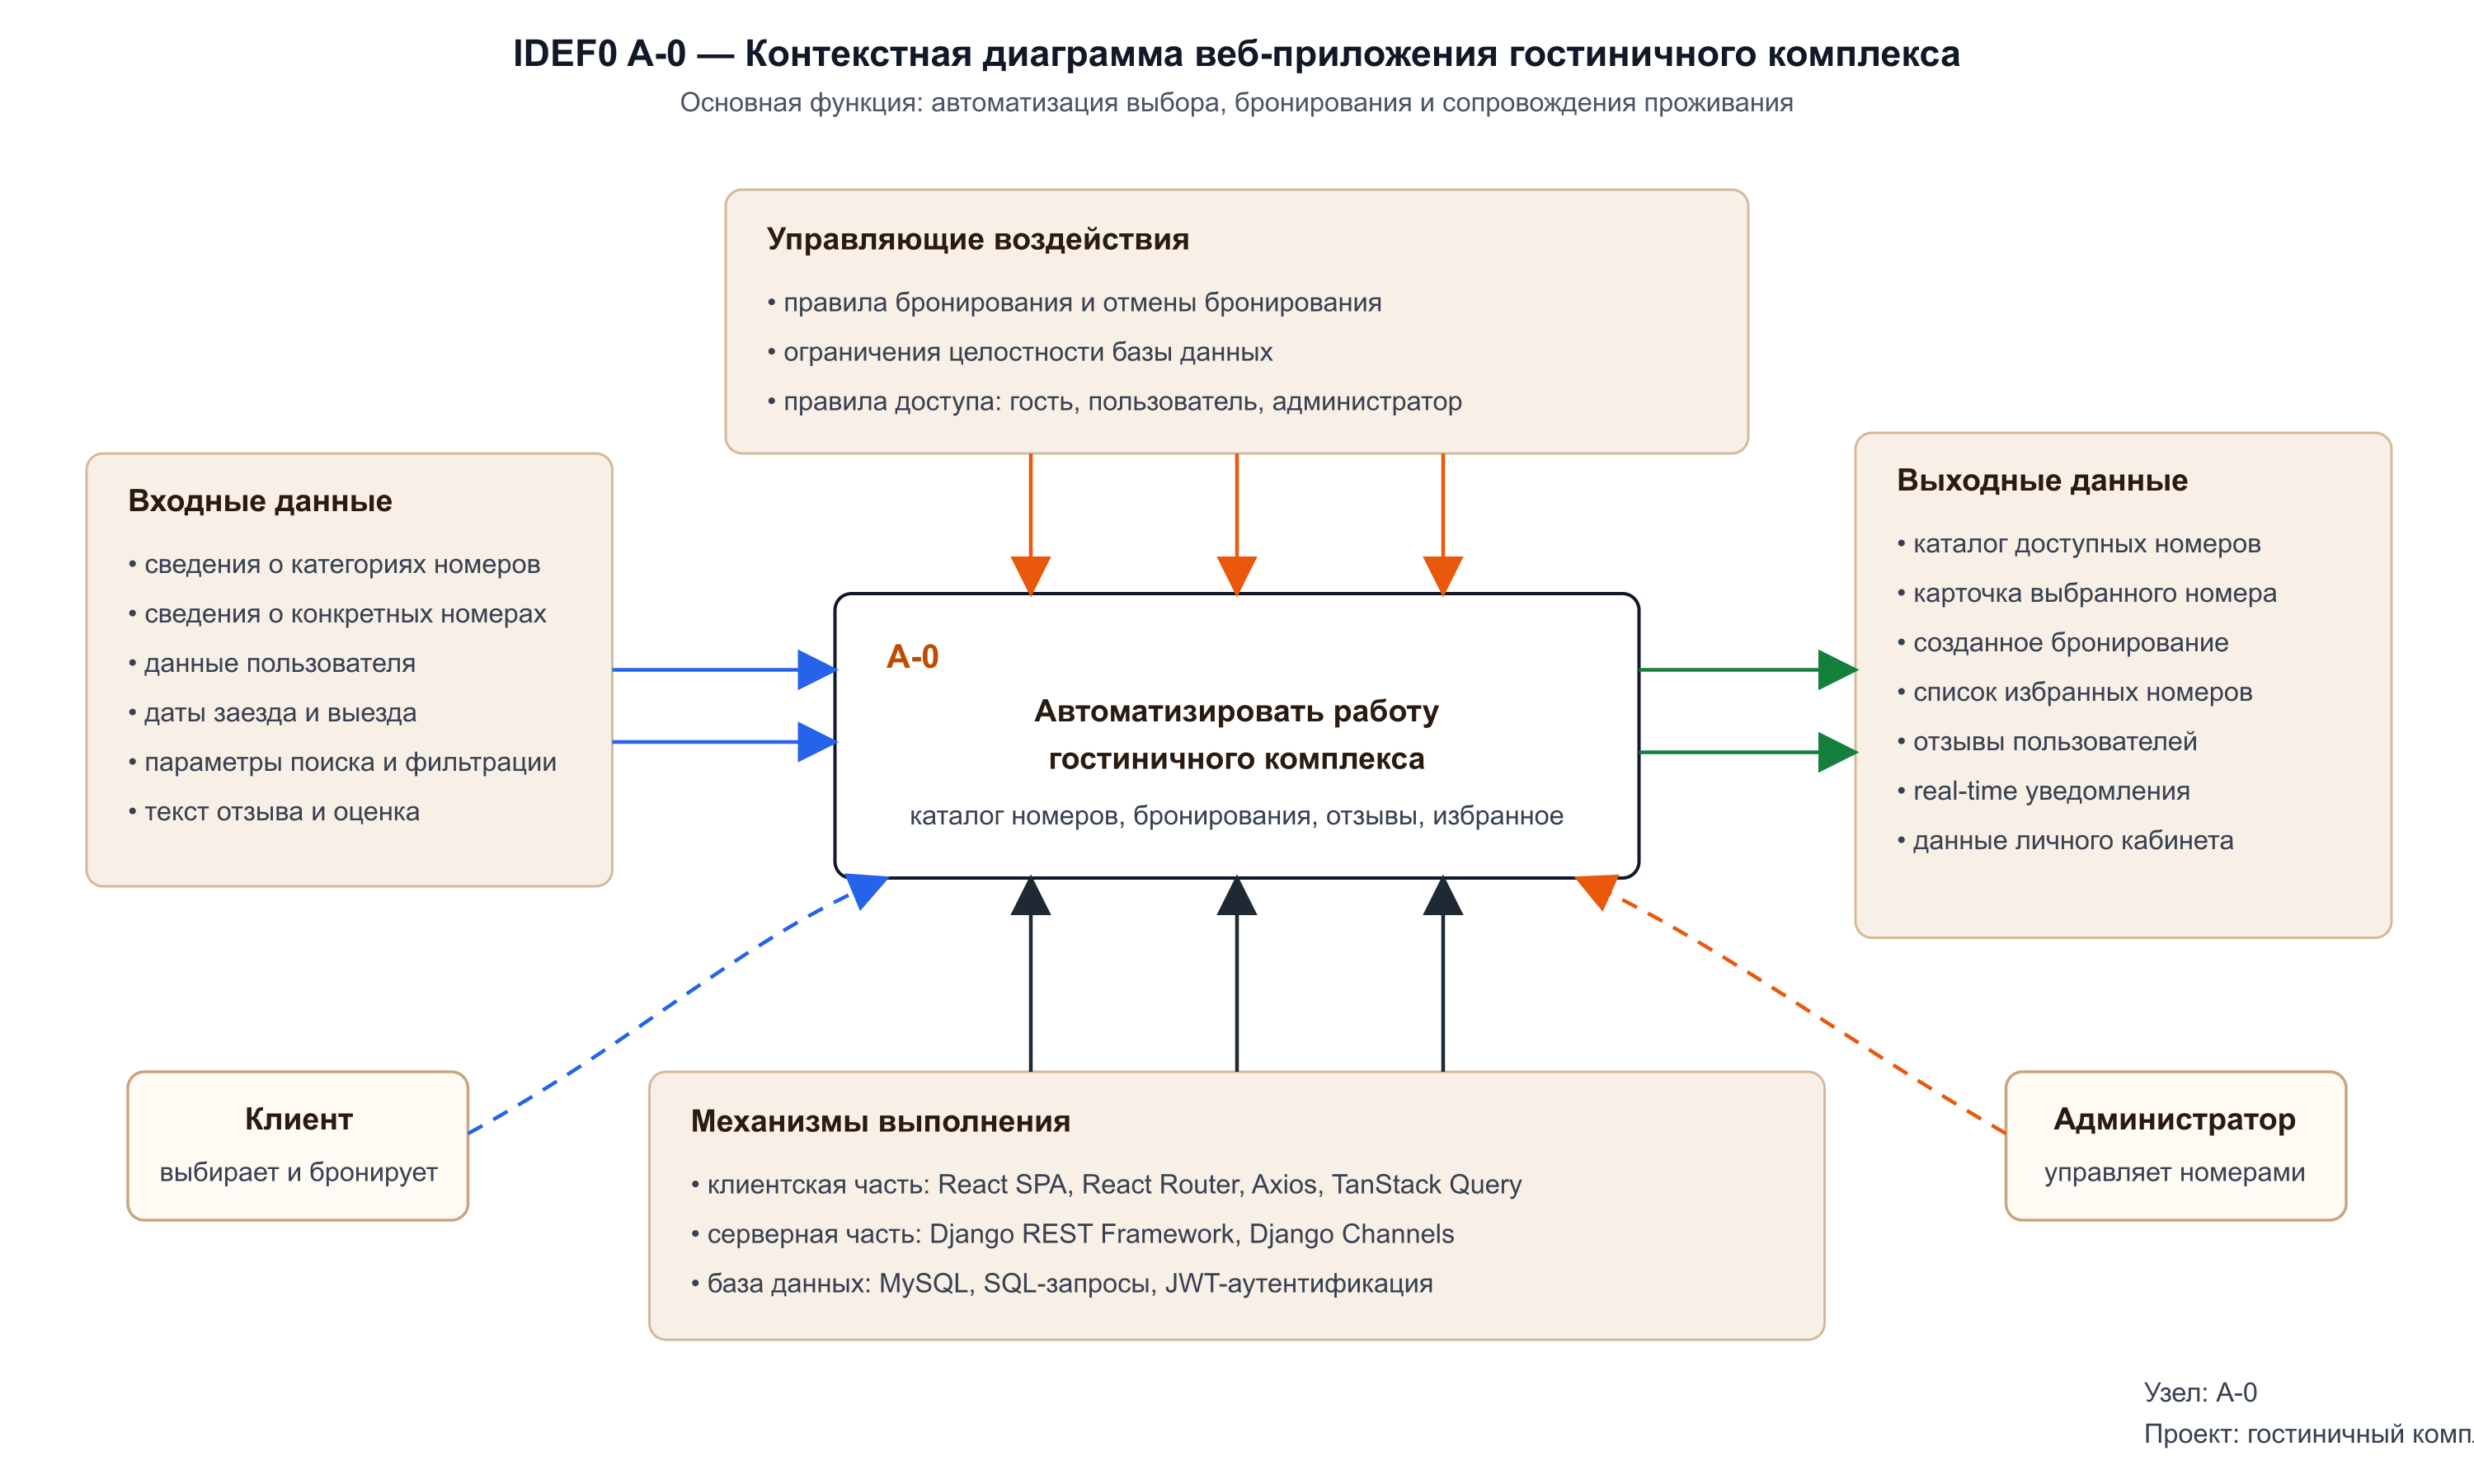 IDEF0 A-0 — Контекстная диаграмма веб-приложения гостиничного комплекса
Основная функция: автоматизация выбора, бронирования и сопровождения проживания
Управляющие воздействия
• правила бронирования и отмены бронирования
• ограничения целостности базы данных
• правила доступа: гость, пользователь, администратор
Входные данные
• сведения о категориях номеров
• сведения о конкретных номерах
• данные пользователя
• даты заезда и выезда
• параметры поиска и фильтрации
• текст отзыва и оценка
A-0
Автоматизировать работу
гостиничного комплекса
каталог номеров, бронирования, отзывы, избранное
Выходные данные
• каталог доступных номеров
• карточка выбранного номера
• созданное бронирование
• список избранных номеров
• отзывы пользователей
• real-time уведомления
• данные личного кабинета
Клиент
выбирает и бронирует
Механизмы выполнения
• клиентская часть: React SPA, React Router, Axios, TanStack Query
• серверная часть: Django REST Framework, Django Channels
• база данных: MySQL, SQL-запросы, JWT-аутентификация
Администратор
управляет номерами
Узел: A-0
Проект: гостиничный